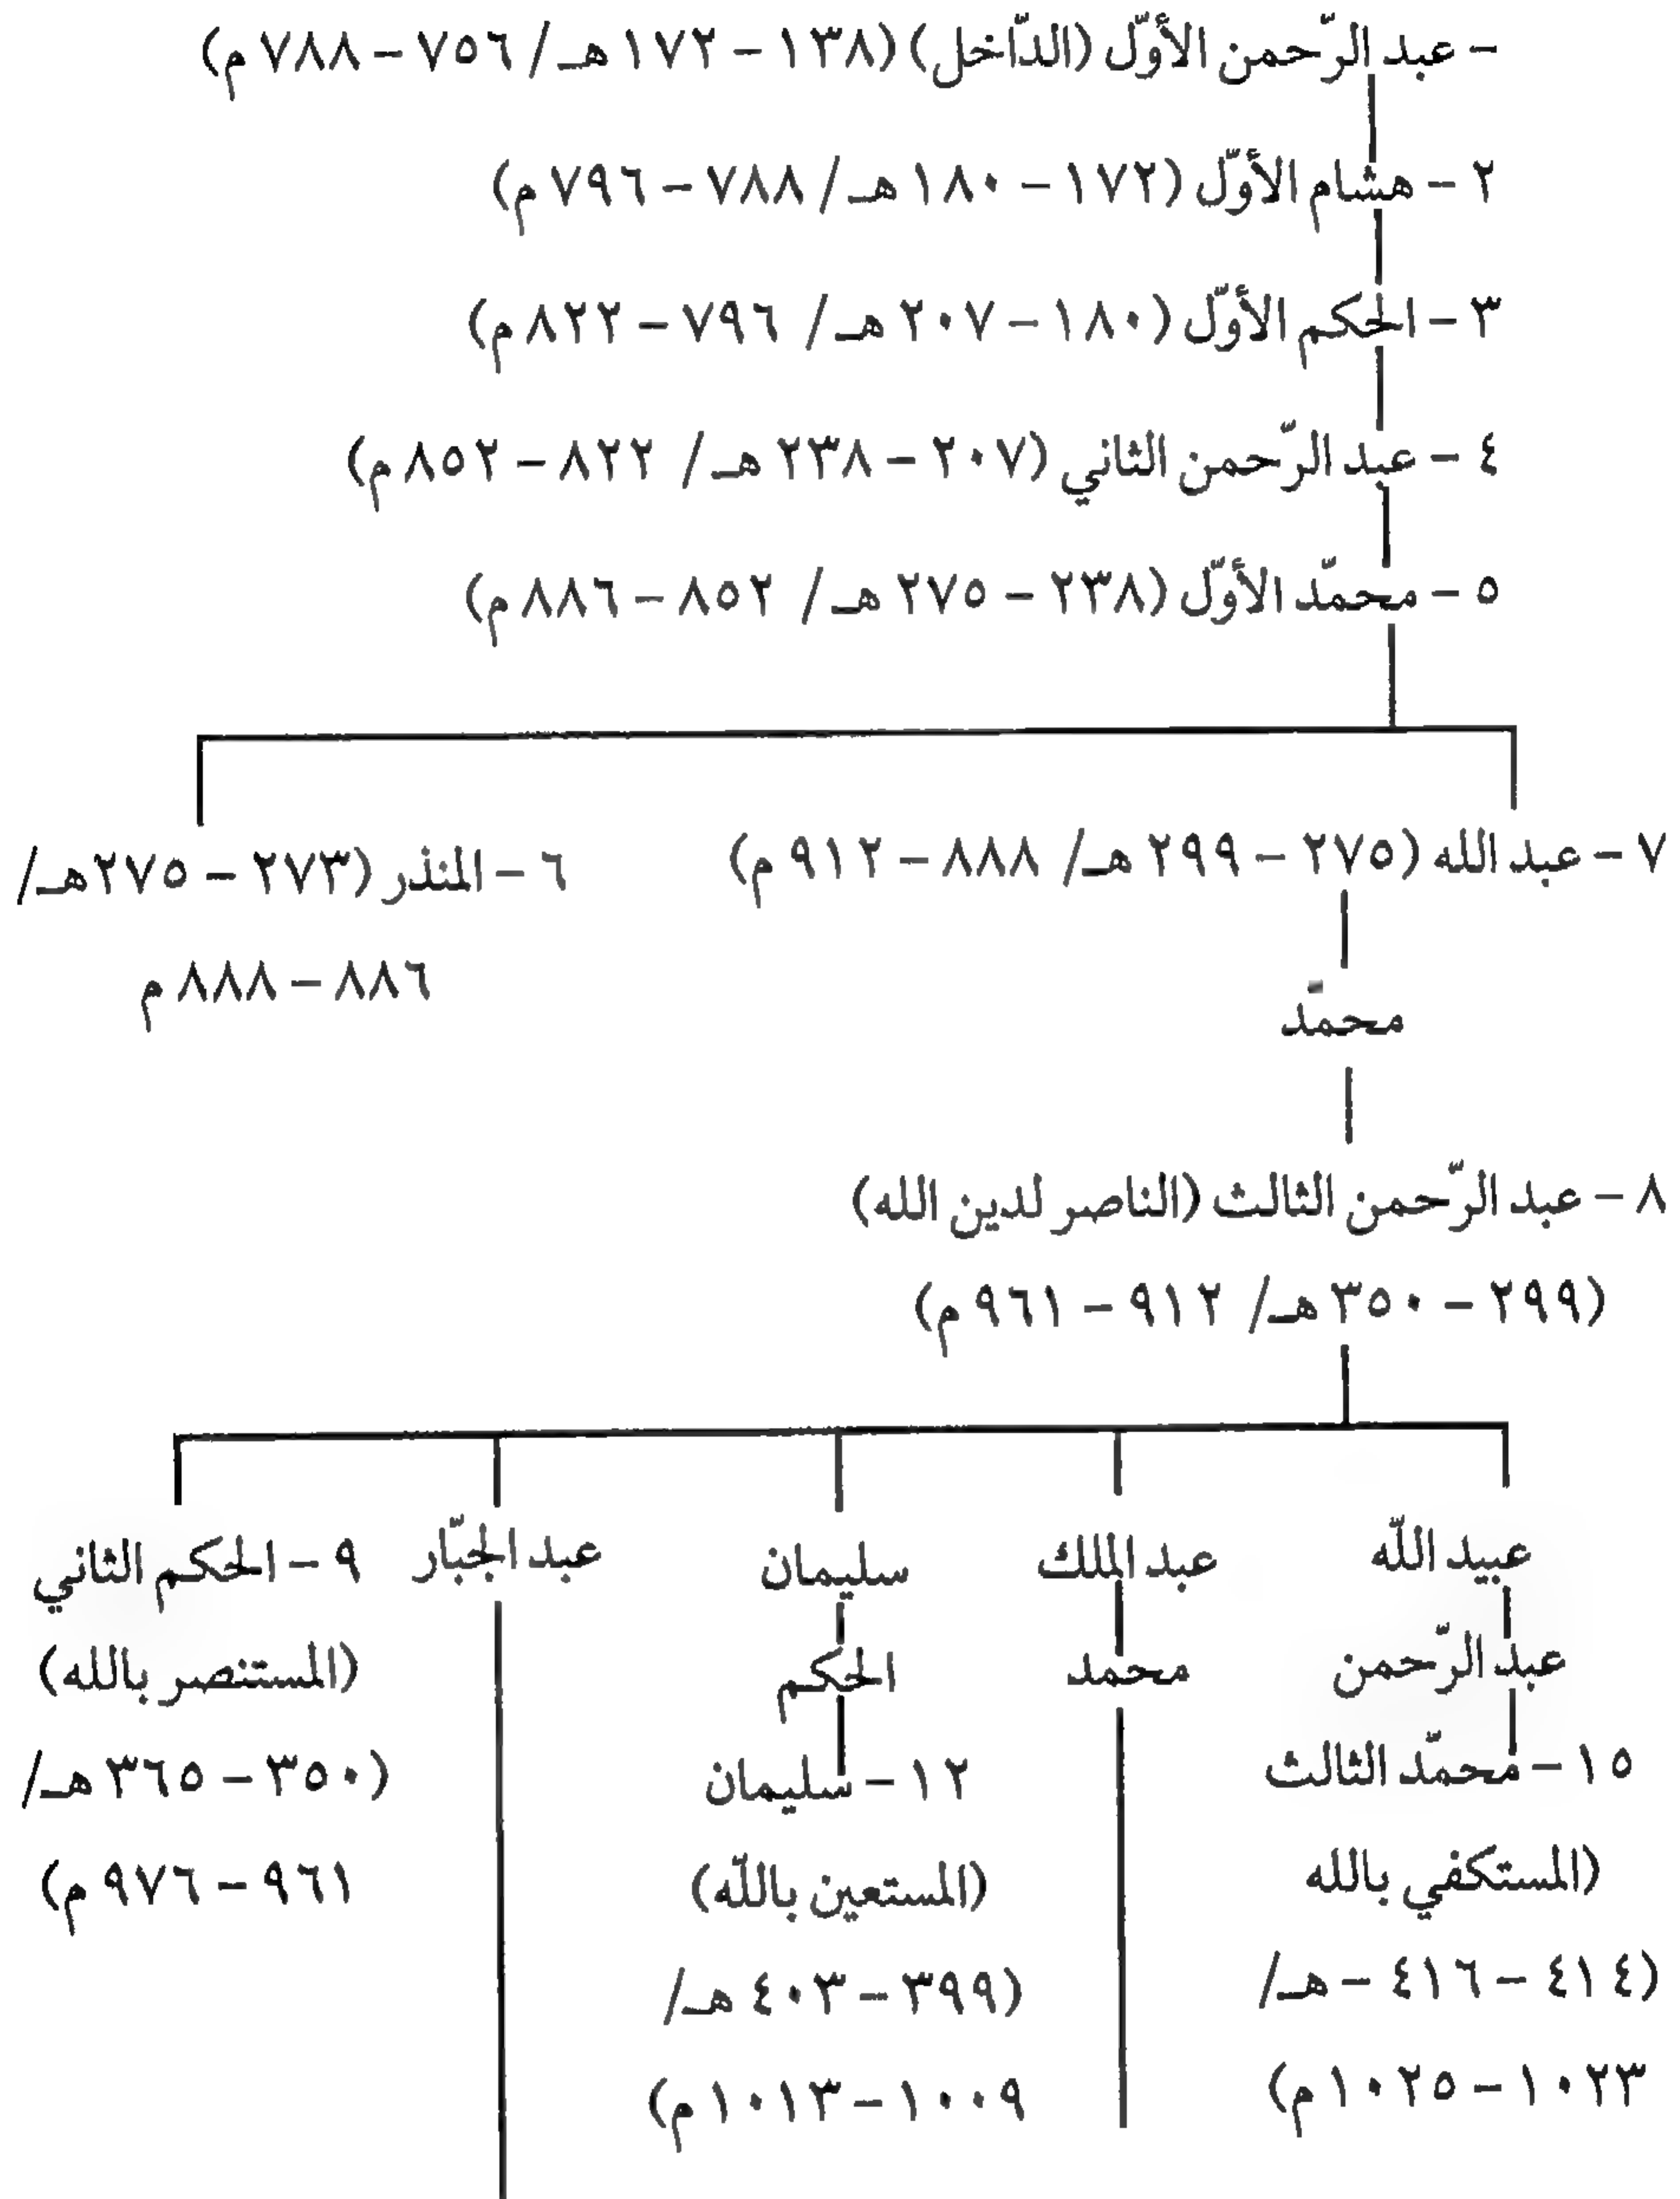 - عبد الرّحمن الأوّل (الدّاخل) (١٣٨ - ١٧٢ هـ / ٧٥٦ - ٧٨٨ م)
٢ - هشام الأوّل (١٧٢ - ١٨٠ هـ / ٧٨٨ - ٧٩٦ م)
٣ - الحكم الأوّل (١٨٠ - ٢٠٧ هـ / ٧٩٦ - ٨٢٢ م)
٤ - عبد الرّحمن الثاني (٢٠٧ - ٢٣٨ هـ / ٨٢٢ - ٨٥٢ م)
٥ - محمّد الأوّل (٢٣٨ - ٢٧٥ هـ / ٨٥٢ - ٨٨٦ م)
٧ - عبد الله (٢٧٥ - ٢٩٩ هـ / ٨٨٨ - ٩١٢ م)
٦ - المنذر (٢٧٣ - ٢٧٥ هـ /
٨٨٦ - ٨٨٨ م
محمّد
٨ - عبد الرّحمن الثالث (الناصر لدين الله)
(٢٩٩ - ٣٥٠ هـ / ٩١٢ - ٩٦١ م)
عبيد اللّه
عبد الرّحمن
١٥ - محمّد الثالث
(المستكفي بالله
(٤١٤ - ٤١٦ - هـ /
١٠٢٣ - ١٠٢٥ م)
عبد الملك
محمد
سليمان
الحكم
١٢ - سليمان
(المستعين باللّه)
(٣٩٩ - ٤٠٣ هـ /
١٠٠٩ - ١٠١٣ م)
عبد الجبّار
٩ - الحكم الثاني
(المستنصر بالله)
(٣٥٠ - ٣٦٥ هـ /
٩٦١ - ٩٧٦ م)